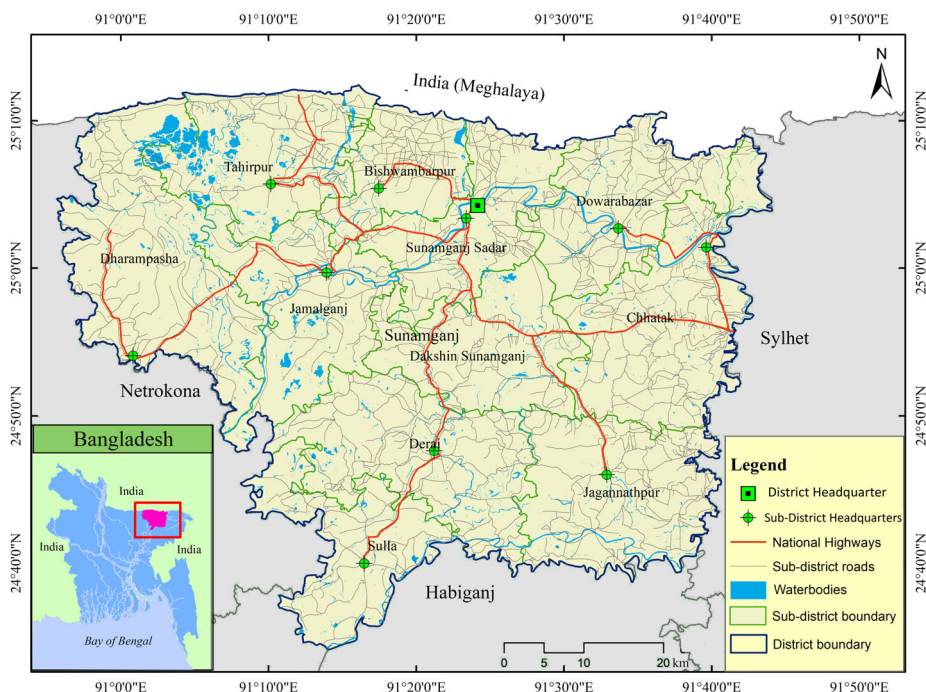 91°0'0"E 91°10'0"E 91°20'0"E 91°30'0"E 91°40'0"E 91°50'0"E
N
India (Meghalaya)
25°10'0"N 25°10'0"N
Tahirpur
Bishwambarpur
Dowarabazar
Sunamganj Sadar
Dharampasha
25°0'0"N 25°0'0"N
Jamalganj
Chhatak
Sunamganj
Sylhet
Dakshin Sunamganj
Netrokona
24°50'0"N 24°50'0"N
Derai
Jagannathpur
Sulla
24°40'0"N 24°40'0"N
Habiganj
Bangladesh
India
India
India
Bay of Bengal
Legend
District Headquarter
Sub-District Headquarters
National Highways
Sub-district roads
Waterbodies
Sub-district boundary
District boundary
0 5 10 20 km
91°0'0"E 91°10'0"E 91°20'0"E 91°30'0"E 91°40'0"E 91°50'0"E